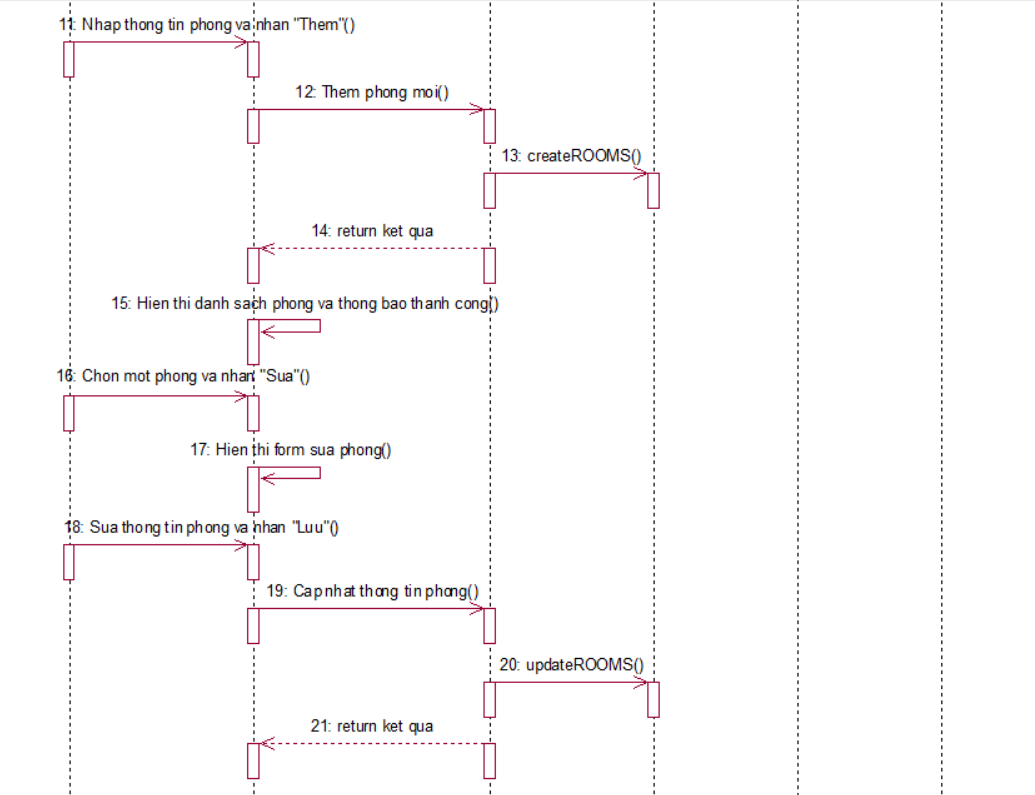 11: Nhap thong tin phong va nhan "Them"()
12: Them phong moi()
13: createROOMS()
14: return ket qua
15: Hien thi danh sach phong va thong bao thanh cong()
16: Chon mot phong va nhan "Sua"()
17: Hien thi form sua phong()
18: Sua thong tin phong va nhan "Luu"()
19: Cap nhat thong tin phong()
20: updateROOMS()
21: return ket qua